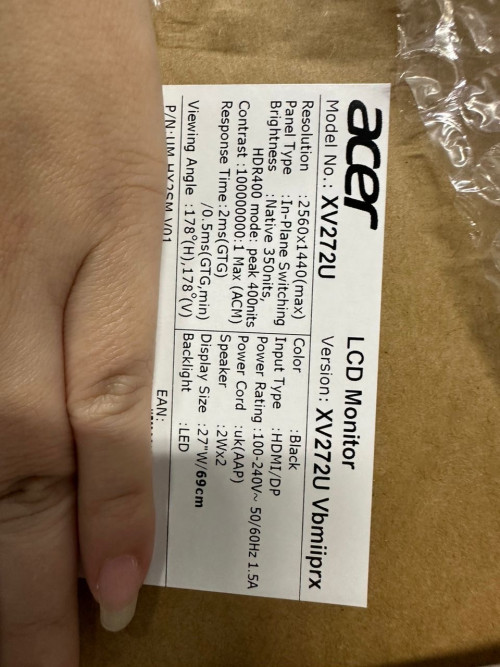 acer
LCD Monitor
Model No.: XV272U
Version: XV272U Vbmiiprx
Resolution :2560x1440(max)
Panel Type :In-Plane Switching
Brightness :Native 350nits,
HDR400 mode: peak 400nits
Contrast :100000000:1 Max (ACM)
Response Time:2ms(GTG)
/0.5ms(GTG,min)
Viewing Angle :178°(H),178°(V)
Color :Black
Input Type :HDMI/DP
Power Rating :100-240V~ 50/60Hz 1.5A
Power Cord :uk(AAP)
Speaker :2Wx2
Display Size :27"W/69cm
Backlight :LED
EAN: